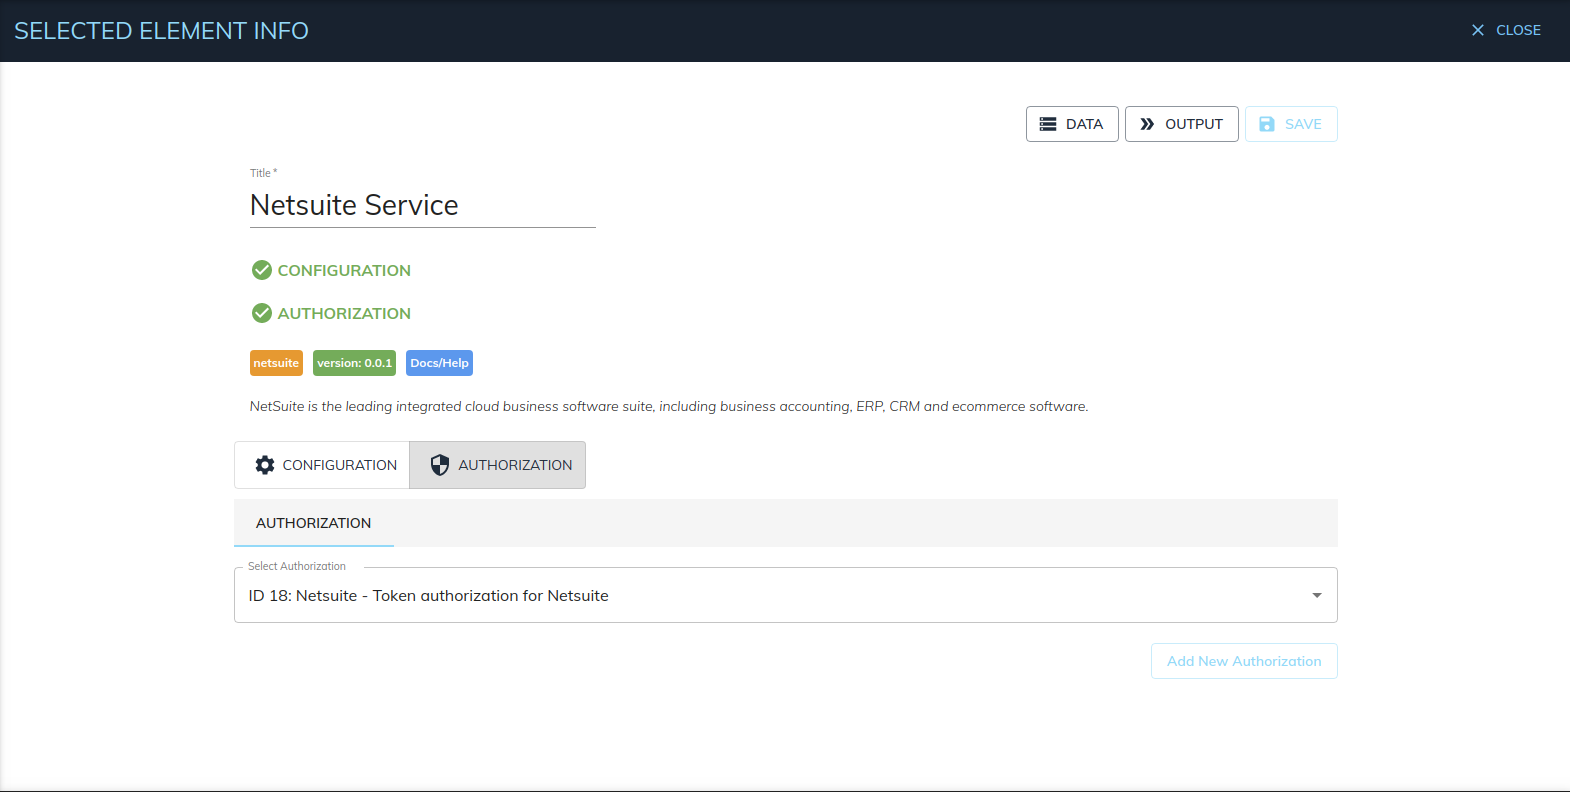 SELECTED ELEMENT INFO
CLOSE
DATA
OUTPUT
SAVE
Title *
Netsuite Service
CONFIGURATION
AUTHORIZATION
netsuite
version: 0.0.1
Docs/Help
NetSuite is the leading integrated cloud business software suite, including business accounting, ERP, CRM and ecommerce software.
CONFIGURATION
AUTHORIZATION
AUTHORIZATION
Select Authorization
ID 18: Netsuite - Token authorization for Netsuite
Add New Authorization